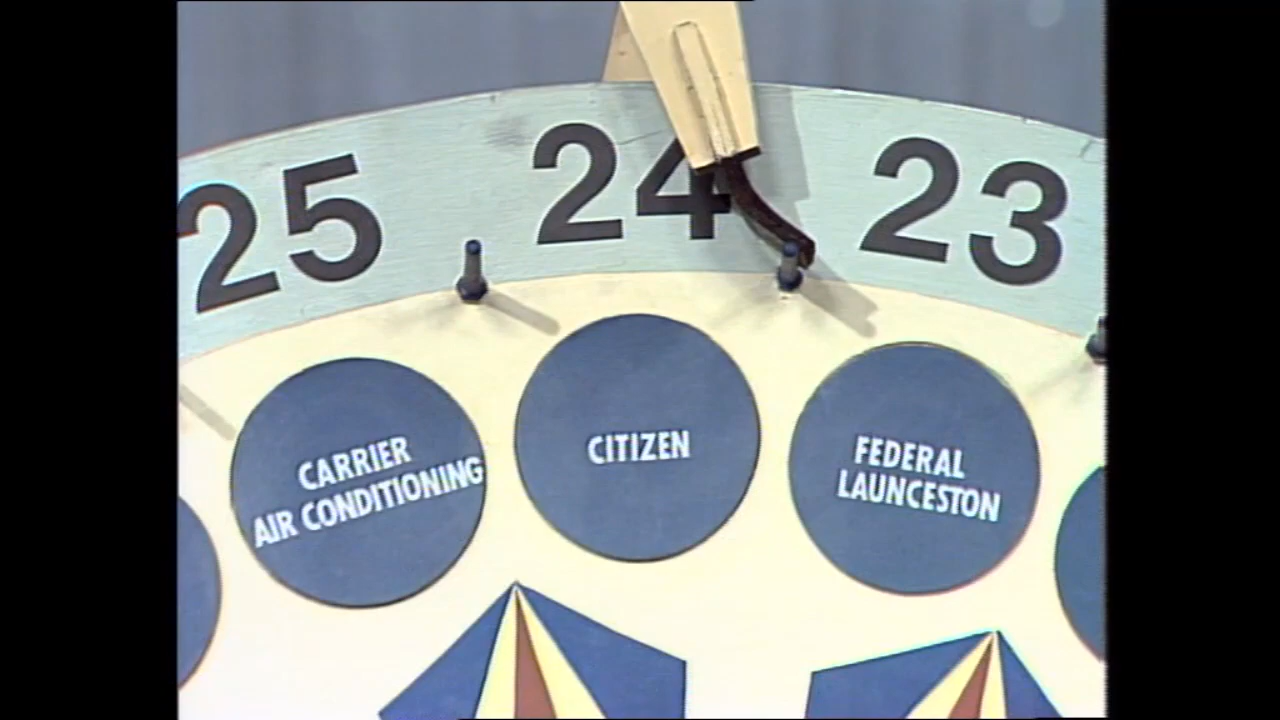 25 24 23
CARRIER
AIR CONDITIONING
CITIZEN
FEDERAL
LAUNCESTON